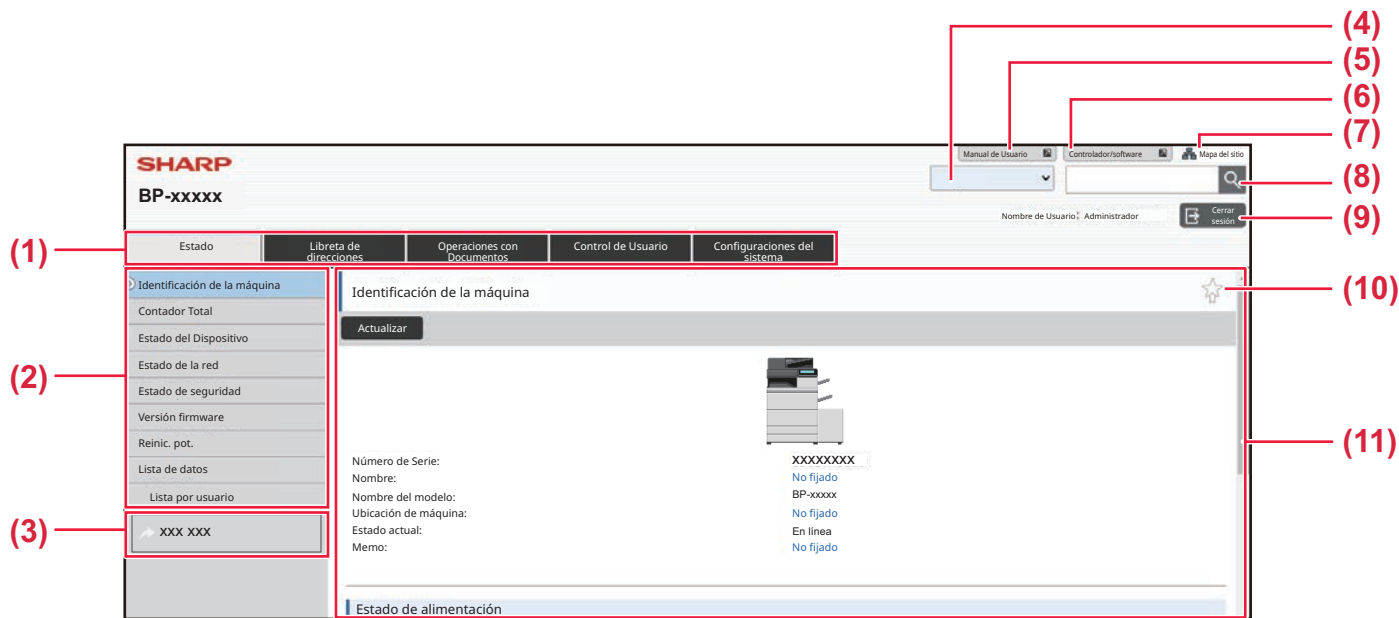 (4)
(5)
(6)
(7)
SHARP
Manual de Usuario
Controlador/software
Mapa del sitio
BP-xxxxx
(8)
Nombre de Usuario: Administrador
Cerrar
sesión
(9)
(1)
Estado
Libreta de
direcciones
Operaciones con
Documentos
Control de Usuario
Configuraciones del
sistema
Identificación de la máquina
Contador Total
Estado del Dispositivo
Estado de la red
Estado de seguridad
Versión firmware
Reinic. pot.
Lista de datos
Lista por usuario
(2)
(3)
XXX XXX
Identificación de la máquina
(10)
Actualizar
(11)
Número de Serie: XXXXXXXX
Nombre: No fijado
Nombre del modelo: BP-xxxxx
Ubicación de máquina: No fijado
Estado actual: En línea
Memo: No fijado
Estado de alimentación